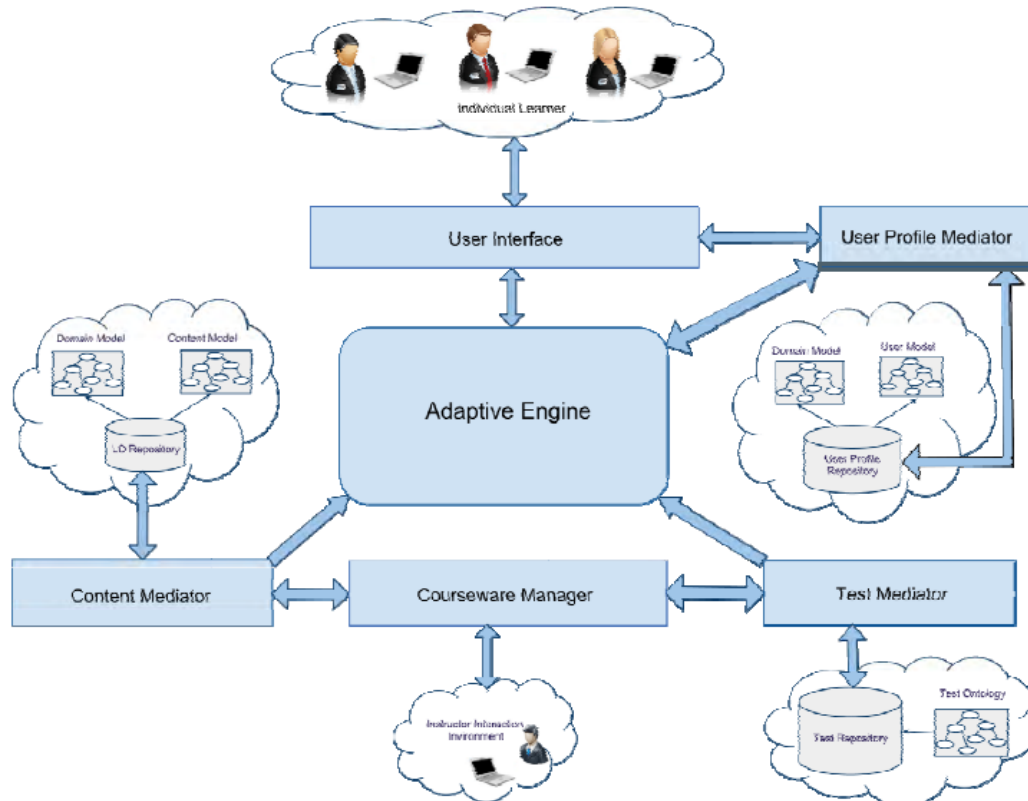 Individual Learner
User Interface
User Profile Mediator
Domain Model
Content Model
Domain Model
User Model
Adaptive Engine
LO Repository
User Profile
Repository
Content Mediator
Courseware Manager
Test Mediator
Instructor Interaction
Environment
Test Ontology
Test Repository